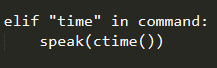 elif "time" in command:
    speak(ctime())